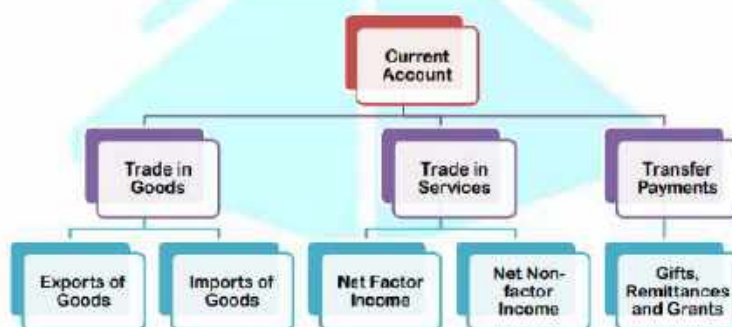 Current
Account
Trade in
Goods
Trade in
Services
Transfer
Payments
Exports of
Goods
Imports of
Goods
Net Factor
Income
Net Non-
factor
Income
Gifts,
Remittances
and Grants